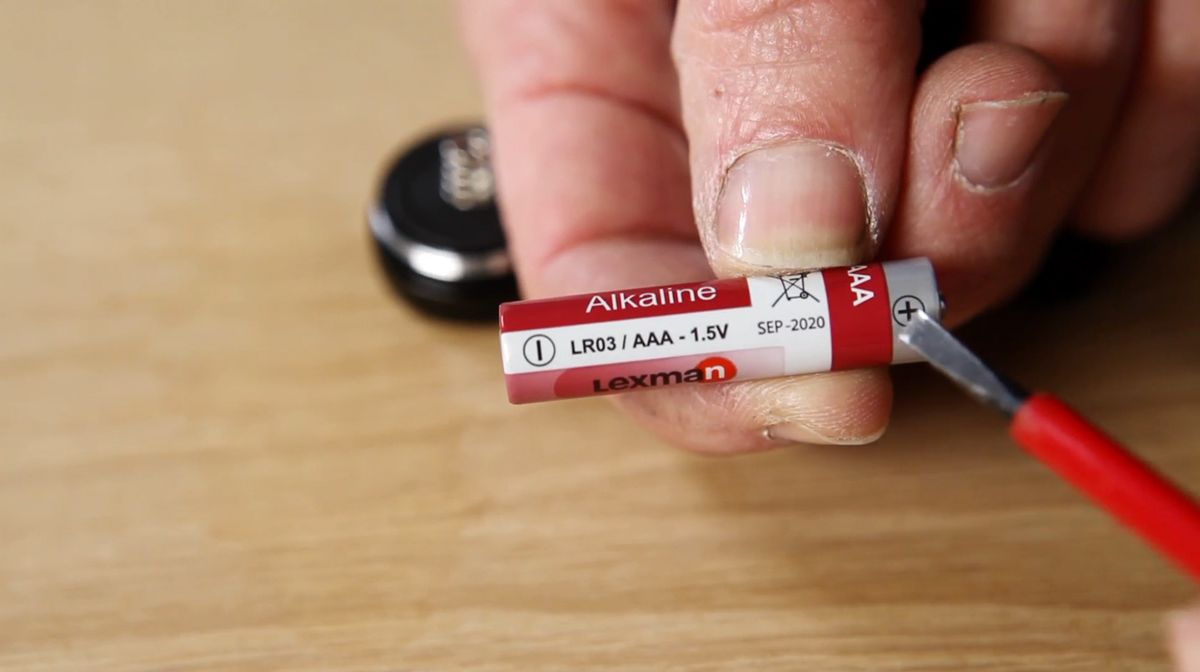 Alkaline
LR03 / AAA - 1.5V
SEP-2020
Lexman
AAA
+